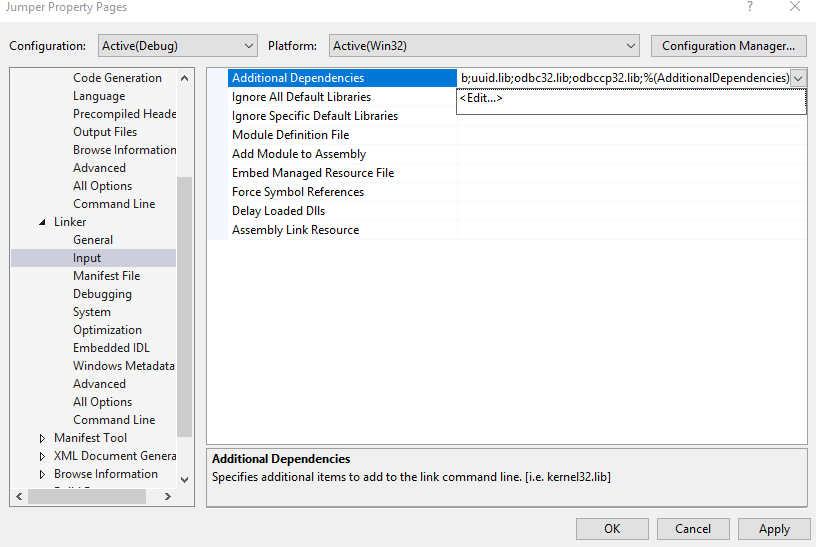 Jumper Property Pages
?
Configuration: Active(Debug) Platform: Active(Win32) Configuration Manager...
Code Generation
Language
Precompiled Heade
Output Files
Browse Information
Advanced
All Options
Command Line
Linker
General
Input
Manifest File
Debugging
System
Optimization
Embedded IDL
Windows Metadata
Advanced
All Options
Command Line
Manifest Tool
XML Document Genera
Browse Information
Additional Dependencies b;uuid.lib;odbc32.lib;odbccp32.lib;%(AdditionalDependencies)
Ignore All Default Libraries <Edit...>
Ignore Specific Default Libraries
Module Definition File
Add Module to Assembly
Embed Managed Resource File
Force Symbol References
Delay Loaded Dlls
Assembly Link Resource
Additional Dependencies
Specifies additional items to add to the link command line. [i.e. kernel32.lib]
OK Cancel Apply